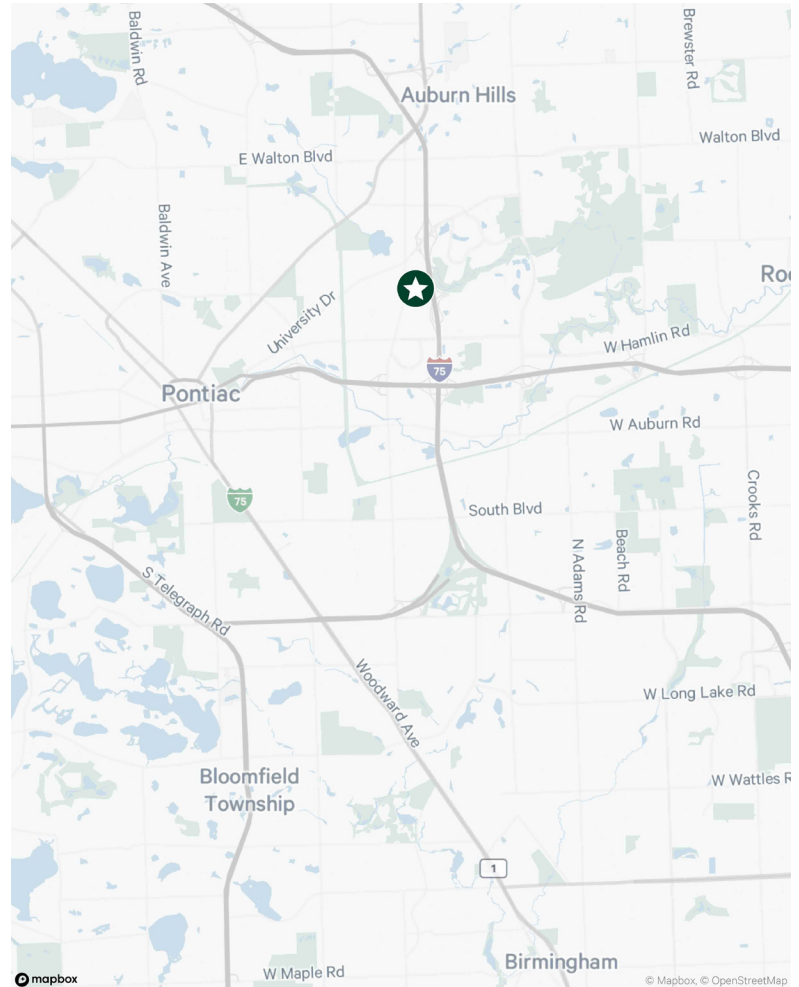 Baldwin Rd
Brewster Rd
Auburn Hills
Walton Blvd
E Walton Blvd
Baldwin Ave
Roc
University Dr
W Hamlin Rd
75
Pontiac
W Auburn Rd
75
South Blvd
Crooks Rd
N Adams Rd
Beach Rd
S Telegraph Rd
Woodward Ave
W Long Lake Rd
Bloomfield
Township
W Wattles R
1
Birmingham
W Maple Rd
mapbox
© Mapbox, © OpenStreetMap